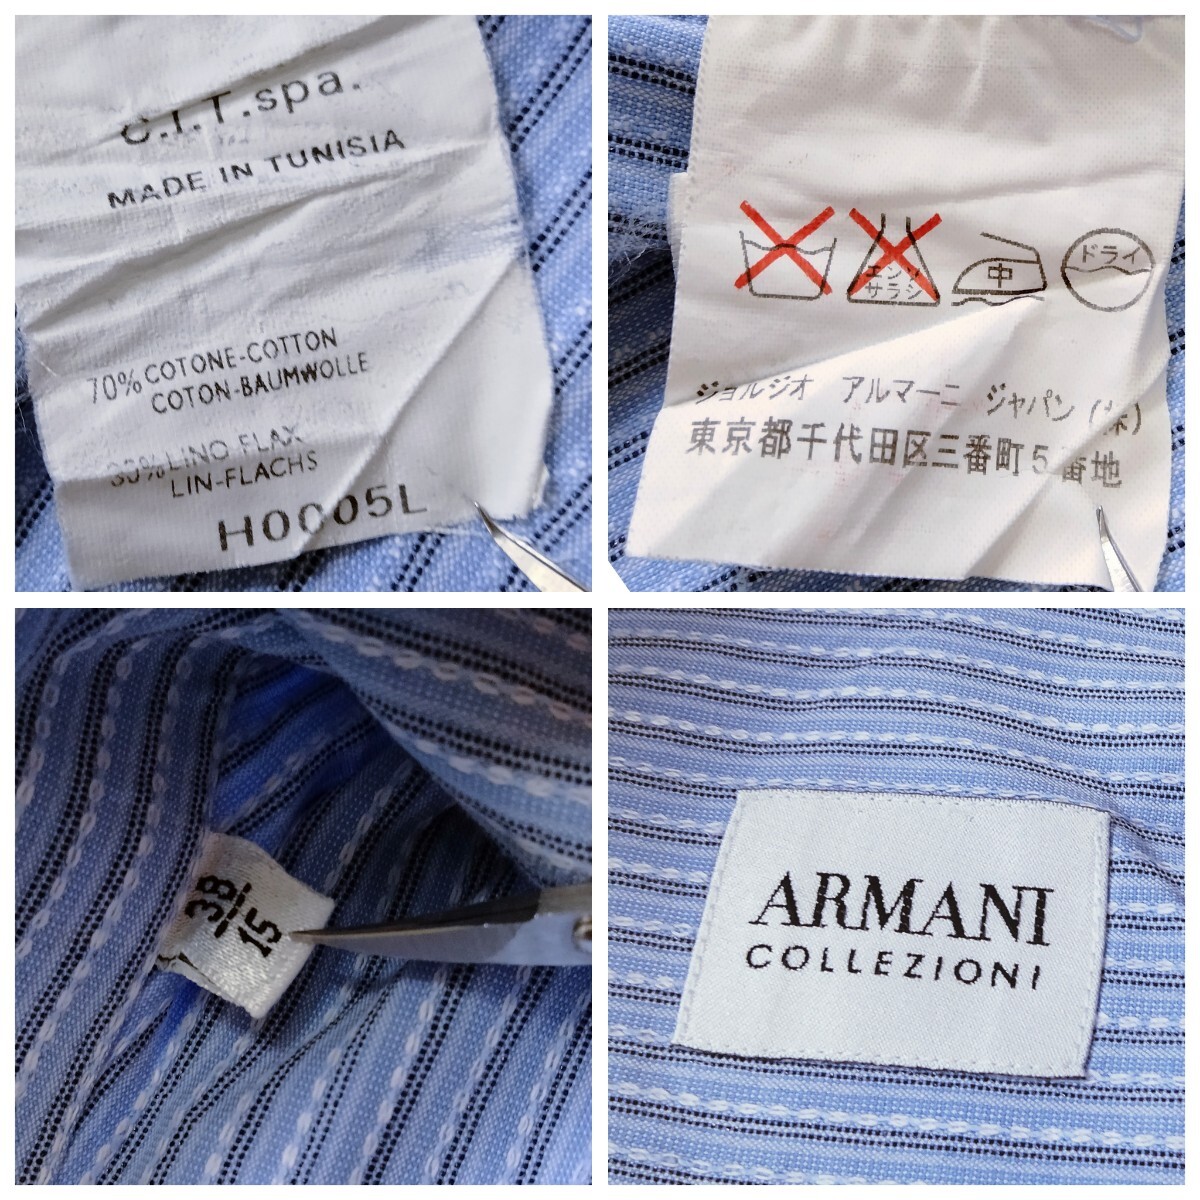 C.I.T.spa.
MADE IN TUNISIA
70% COTONE-COTTON
COTON-BAUMWOLLE
30% LINO-FLAX
LIN-FLACHS
H0005L
エンソ
サラシ
中
ドライ
ジョルジオ アルマーニ ジャパン (株)
東京都千代田区三番町5番地
38
15
ARMANI
COLLEZIONI